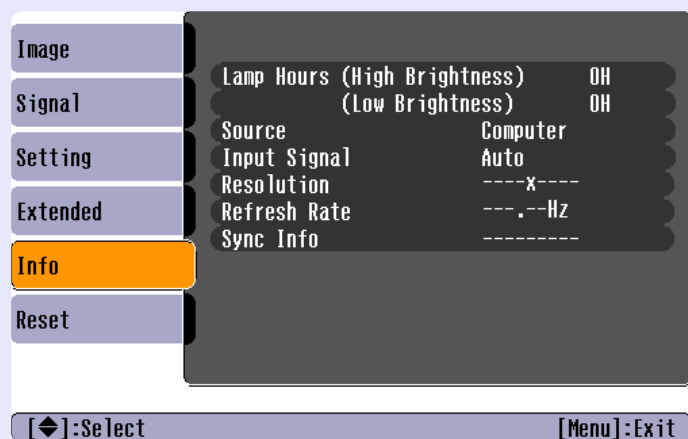 Image
Signal
Setting
Extended
Info
Reset
Lamp Hours (High Brightness) 0H
(Low Brightness) 0H
Source Computer
Input Signal Auto
Resolution ----x----
Refresh Rate ---.--Hz
Sync Info ---------
[◆]:Select [Menu]:Exit